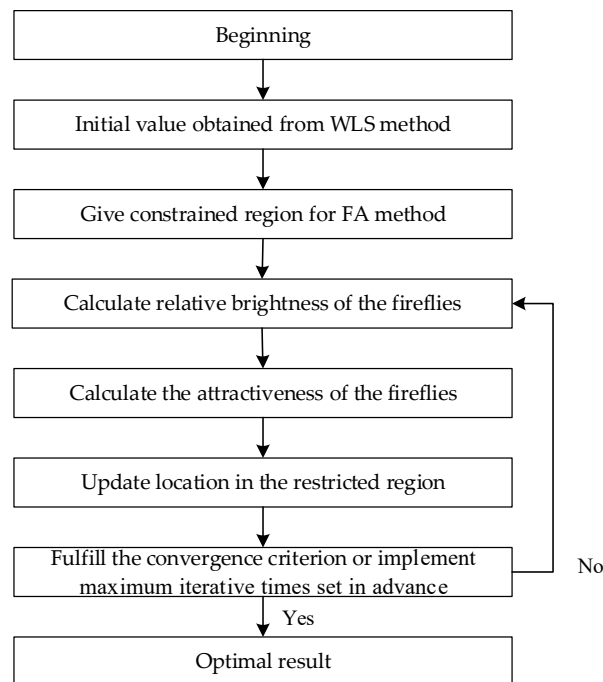 Beginning
Initial value obtained from WLS method
Give constrained region for FA method
Calculate relative brightness of the fireflies
Calculate the attractiveness of the fireflies
Update location in the restricted region
Fulfill the convergence criterion or implement
maximum iterative times set in advance
No
Yes
Optimal result